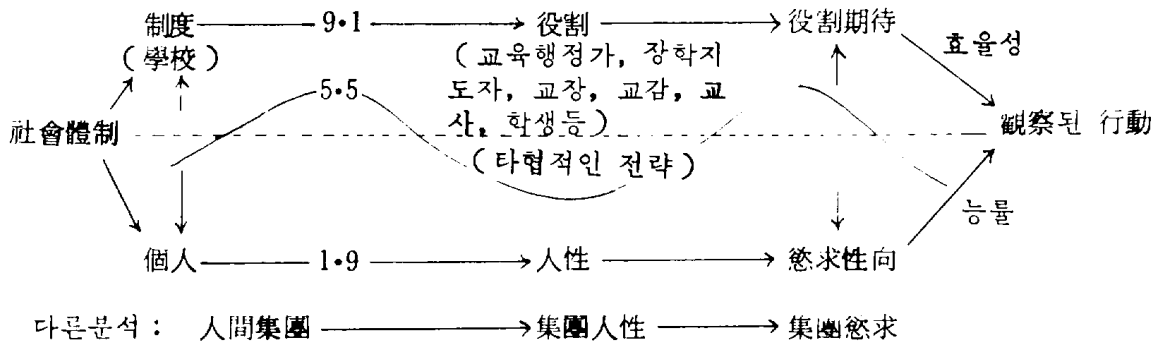 制度 9•1 役割 役割期待
(學校) (교육행정가, 장학지 효율성
5•5 도자, 교장, 교감, 교
社會體制 사, 학생등) 観察된 行動
(타협적인 전략)
능률
個人 1•9 人性 慾求性向
다른분석: 人間集團 集團人性 集團慾求